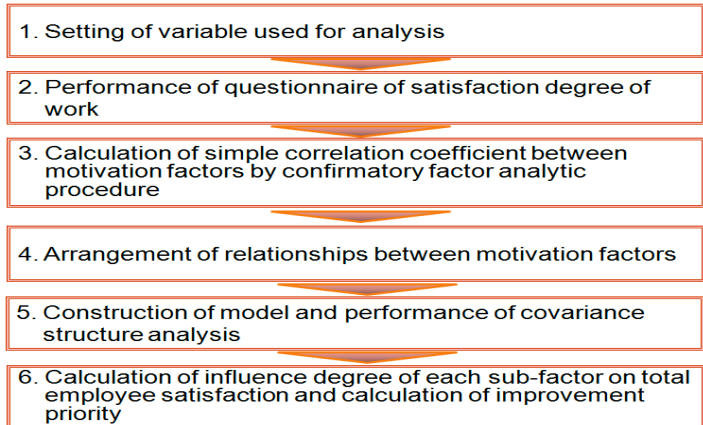 1. Setting of variable used for analysis
2. Performance of questionnaire of satisfaction degree of
work
3. Calculation of simple correlation coefficient between
motivation factors by confirmatory factor analytic
procedure
4. Arrangement of relationships between motivation factors
5. Construction of model and performance of covariance
structure analysis
6. Calculation of influence degree of each sub-factor on total
employee satisfaction and calculation of improvement
priority